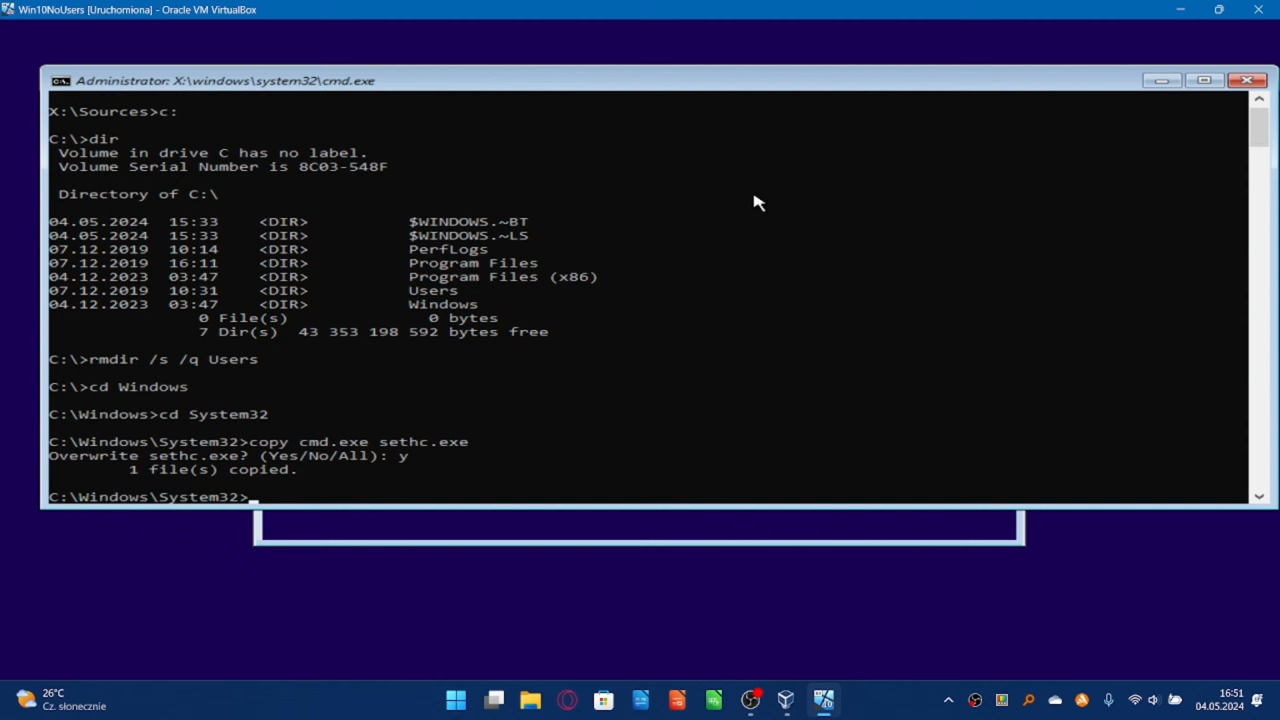 Win10NoUsers [Uruchomiona] - Oracle VM VirtualBox
Administrator: X:\windows\system32\cmd.exe
X:\Sources>c:
C:\>dir
Volume in drive C has no label.
Volume Serial Number is 8C03-548F
Directory of C:\
04.05.2024 15:33 <DIR> $WINDOWS.~BT
04.05.2024 15:33 <DIR> $WINDOWS.~LS
07.12.2019 10:14 <DIR> PerfLogs
07.12.2019 16:11 <DIR> Program Files
04.12.2023 03:47 <DIR> Program Files (x86)
07.12.2019 10:31 <DIR> Users
04.12.2023 03:47 <DIR> Windows
0 File(s) 0 bytes
7 Dir(s) 43 353 198 592 bytes free
C:\>rmdir /s /q Users
C:\>cd Windows
C:\Windows>cd System32
C:\Windows\System32>copy cmd.exe sethc.exe
Overwrite sethc.exe? (Yes/No/All): y
1 file(s) copied.
C:\Windows\System32>
26°C
Cz. słonecznie
16:51
04.05.2024